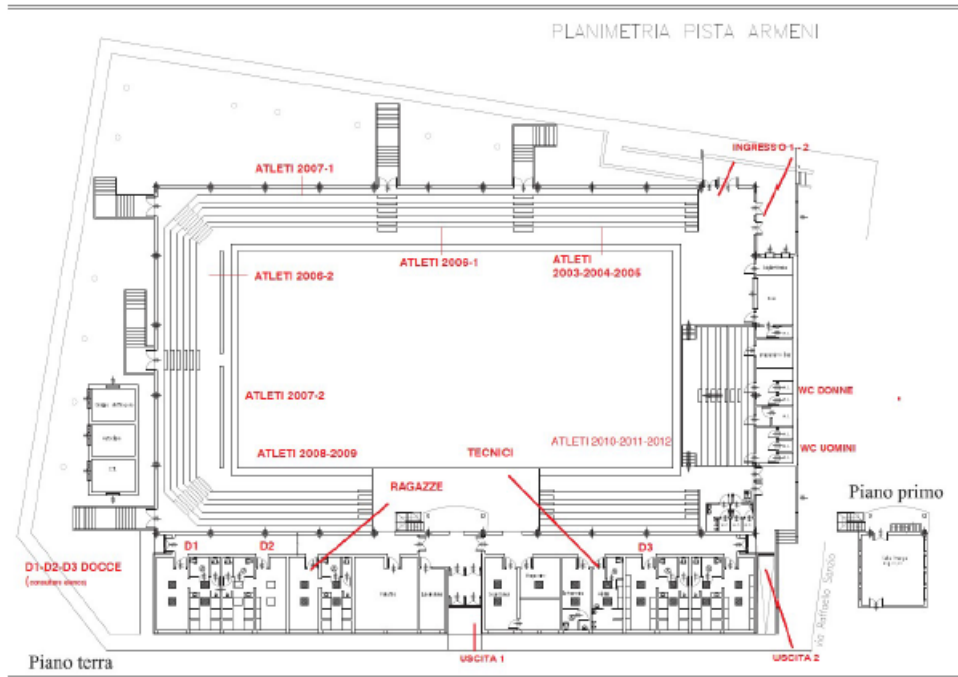 PLANIMETRIA PISTA ARMENI
INGRESSO 1 - 2
ATLETI 2007-1
ATLETI 2006-2
ATLETI 2006-1
ATLETI
2003-2004-2005
ATLETI 2007-2
WC DONNE
ATLETI 2008-2009
TECNICI
ATLETI 2010-2011-2012
WC UOMINI
RAGAZZE
Piano primo
D1
D2
D3
D1-D2-D3 DOCCE
(consultare elenco)
via Raffaello Sanzio
Piano terra
USCITA 1
USCITA 2